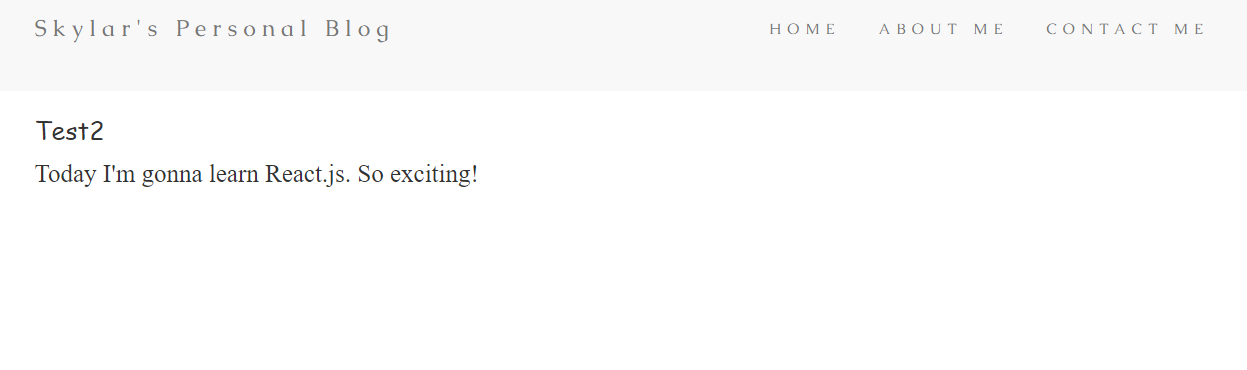 Skylar's Personal Blog
HOME ABOUT ME CONTACT ME
Test2
Today I'm gonna learn React.js. So exciting!